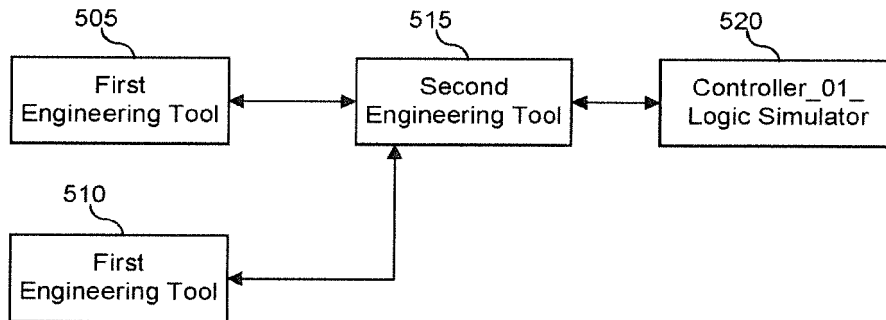 505
First
Engineering Tool
515
Second
Engineering Tool
520
Controller_01_
Logic Simulator
510
First
Engineering Tool